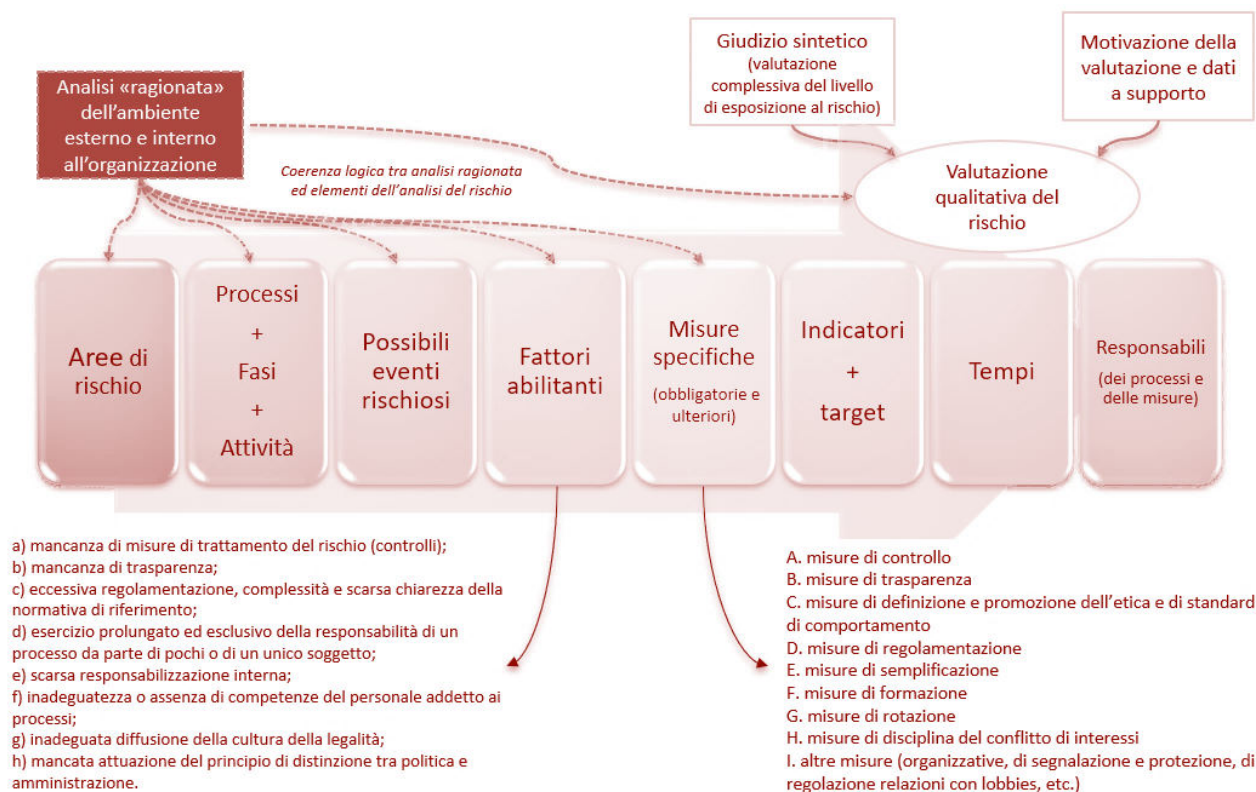 Giudizio sintetico
(valutazione
complessiva del livello
di esposizione al rischio)
Motivazione della
valutazione e dati
a supporto
Analisi «ragionata»
dell’ambiente
esterno e interno
all’organizzazione
Coerenza logica tra analisi ragionata
ed elementi dell’analisi del rischio
Valutazione
qualitativa del
rischio
Aree di
rischio
Processi
+
Fasi
+
Attività
Possibili
eventi
rischiosi
Fattori
abilitanti
Misure
specifiche
(obbligatorie e
ulteriori)
Indicatori
+
target
Tempi
Responsabili
(dei processi e
delle misure)
a) mancanza di misure di trattamento del rischio (controlli);
b) mancanza di trasparenza;
c) eccessiva regolamentazione, complessità e scarsa chiarezza della
normativa di riferimento;
d) esercizio prolungato ed esclusivo della responsabilità di un
processo da parte di pochi o di un unico soggetto;
e) scarsa responsabilizzazione interna;
f) inadeguatezza o assenza di competenze del personale addetto ai
processi;
g) inadeguata diffusione della cultura della legalità;
h) mancata attuazione del principio di distinzione tra politica e
amministrazione.
A. misure di controllo
B. misure di trasparenza
C. misure di definizione e promozione dell’etica e di standard
di comportamento
D. misure di regolamentazione
E. misure di semplificazione
F. misure di formazione
G. misure di rotazione
H. misure di disciplina del conflitto di interessi
I. altre misure (organizzative, di segnalazione e protezione, di
regolazione relazioni con lobbies, etc.)